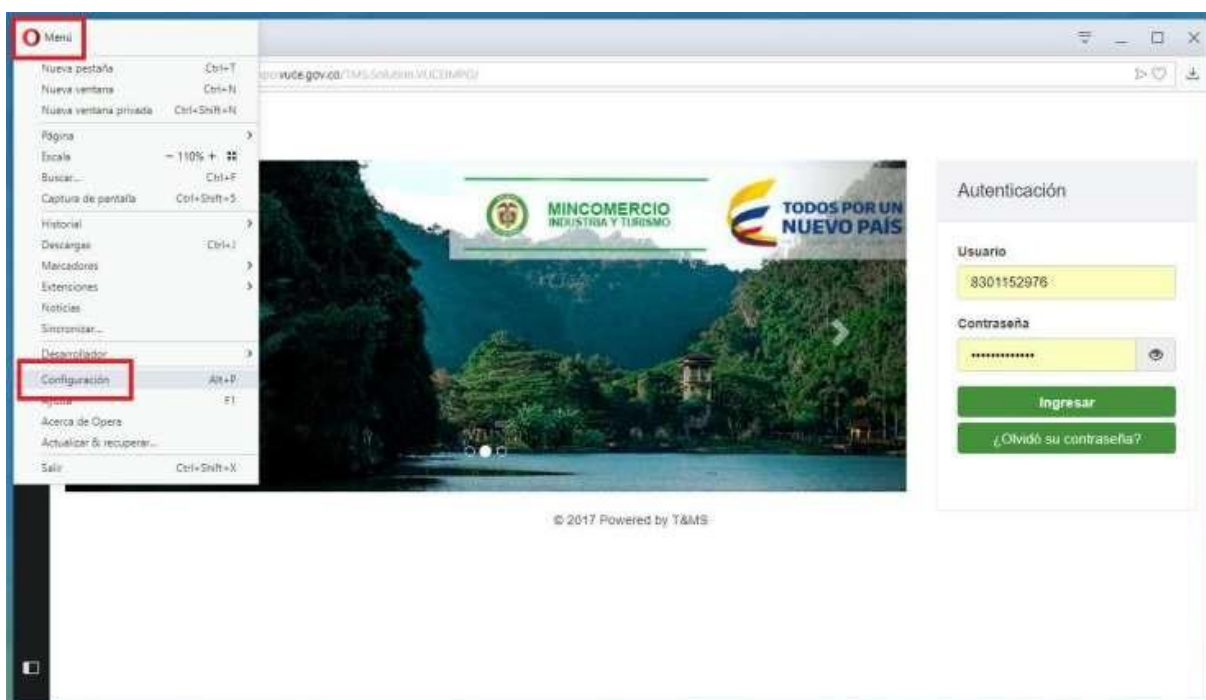 Menú
Nueva pestaña Ctrl+T
Nueva ventana Ctrl+N
Nueva ventana privada Ctrl+Shift+N
Página
Escala - 110% +
Buscar... Ctrl+F
Captura de pantalla Ctrl+Shift+5
Historial
Descargas Ctrl+J
Marcadores
Extensiones
Noticias
Sincronizar...
Desarrollador
Configuración Alt+P
Ayuda F1
Acerca de Opera
Actualizar & recuperar...
Salir Ctrl+Shift+X
vuce.gov.co/TMS.Solution.VUCEIMPO/
MINCOMERCIO
INDUSTRIA Y TURISMO
TODOS POR UN
NUEVO PAÍS
Autenticación
Usuario
8301152976
Contraseña
•••••••••••••
Ingresar
¿Olvidó su contraseña?
© 2017 Powered by T&MS